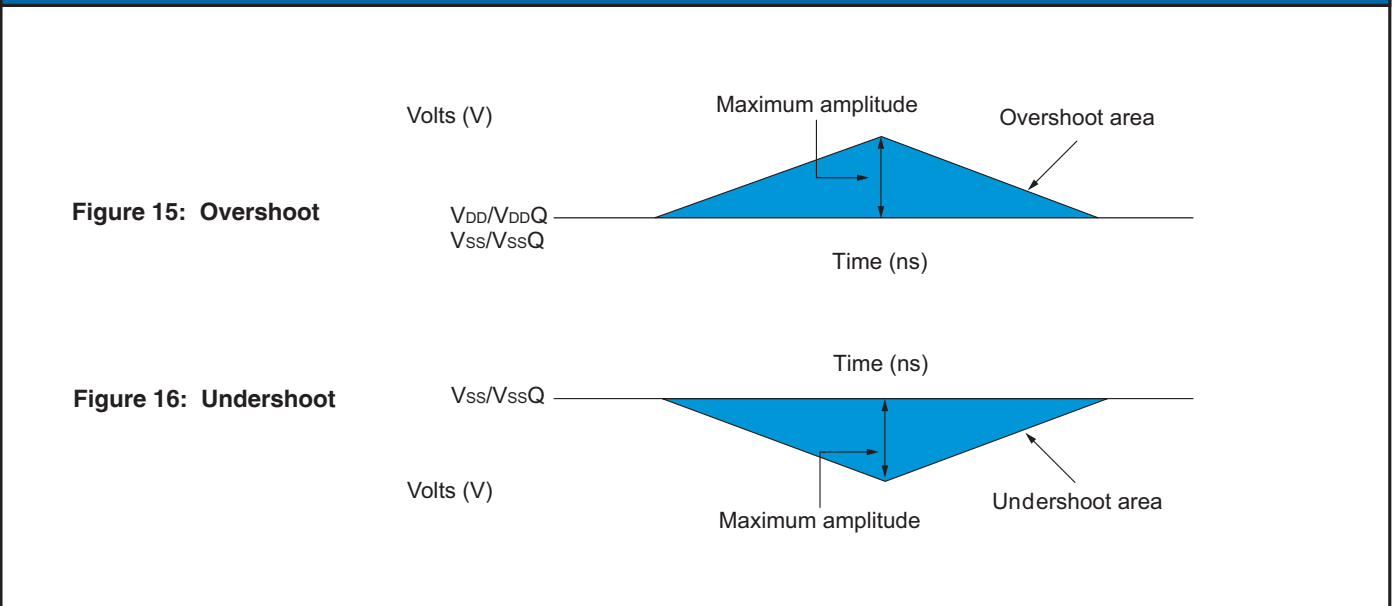 Volts (V)
Maximum amplitude
Overshoot area
Figure 15: Overshoot
VDD/VDDQ
VSS/VSSQ
Time (ns)
Time (ns)
Figure 16: Undershoot
VSS/VSSQ
Volts (V)
Undershoot area
Maximum amplitude